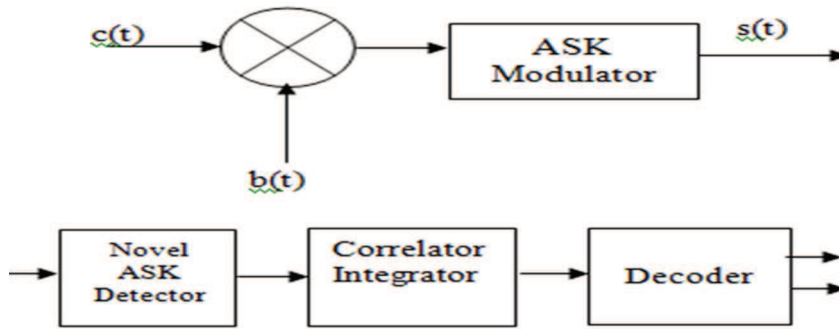 c(t)
ASK
Modulator
s(t)
b(t)
Novel
ASK
Detector
Correlator
Integrator
Decoder